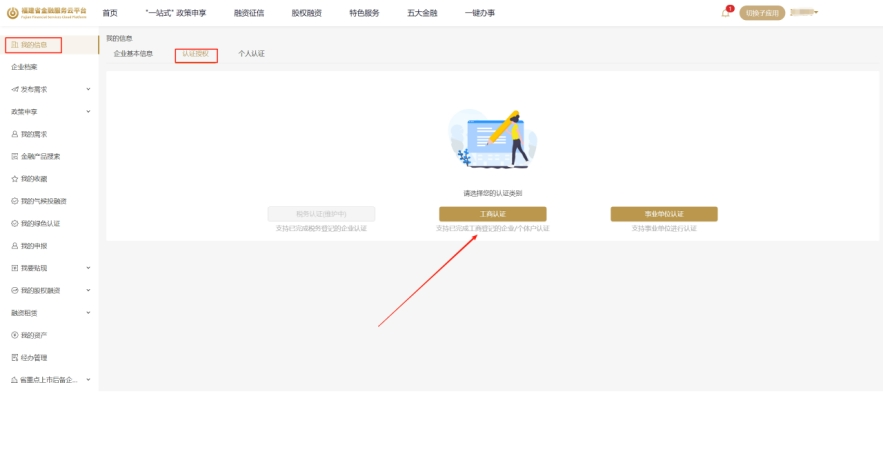 福建省金融服务云平台
Fujian Financial Services Cloud Platform
首页 “一站式” 政策申享 融资征信 股权融资 特色服务 五大金融 一键办事
切换子应用
我的信息
企业档案
发布需求
政策申享
我的需求
金融产品搜索
我的收藏
我的气候投融资
我的绿色认证
我的申报
我要贴现
我的股权融资
融资租赁
我的资产
经办管理
省重点上市后备企...
我的信息
企业基本信息 认证授权 个人认证
请选择您的认证类别
税务认证(维护中) 工商认证 事业单位认证
支持已完成税务登记的企业认证 支持已完成工商登记的企业/个体户认证 支持事业单位进行认证